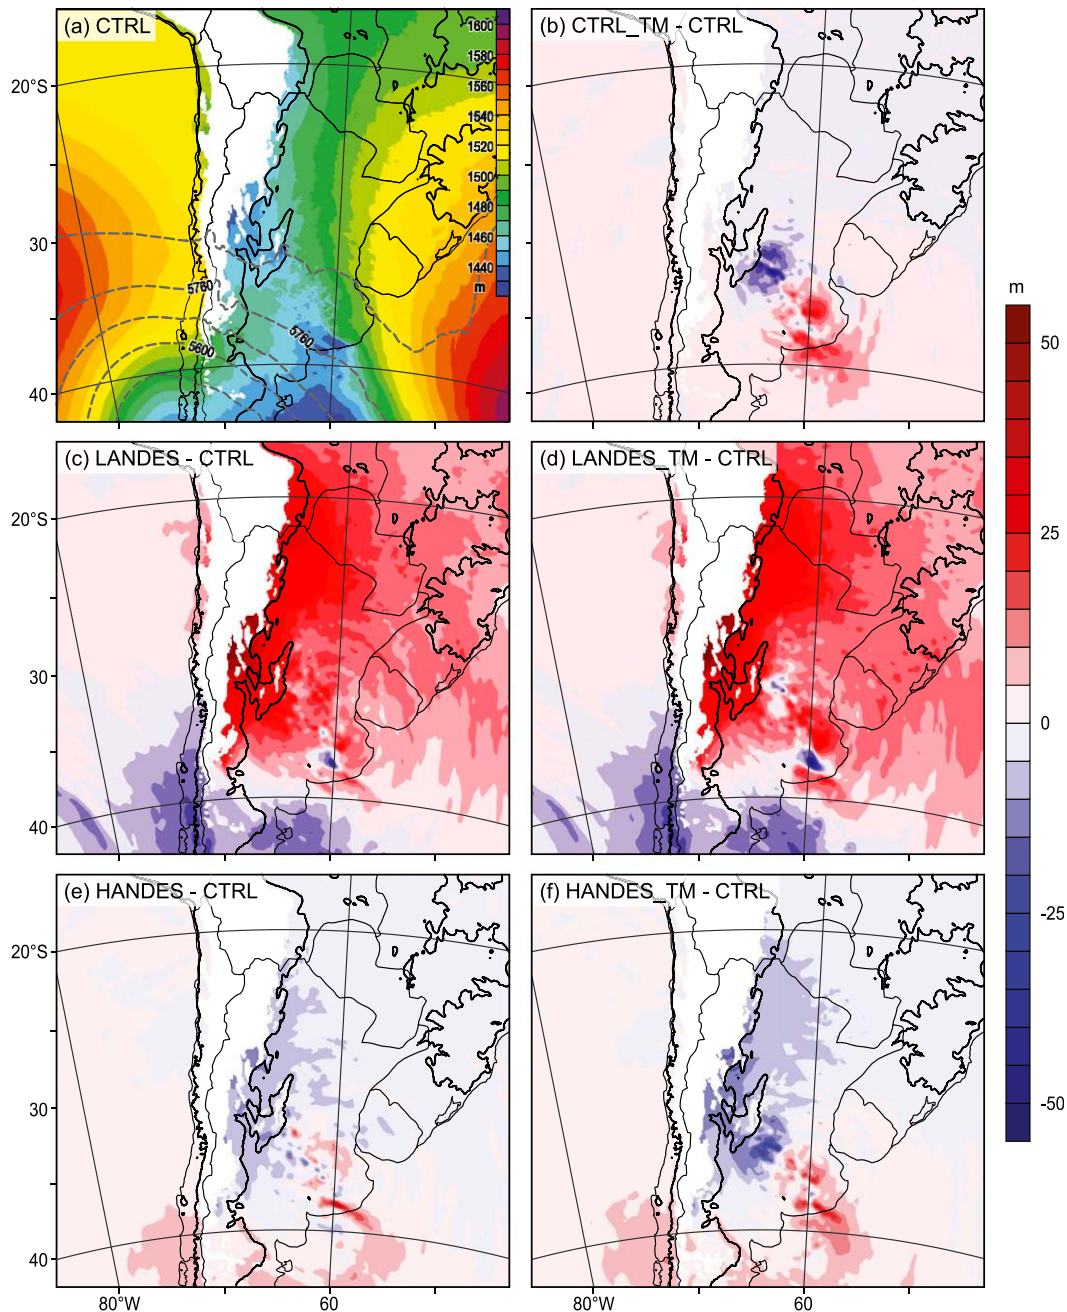 (a) CTRL
1600
1580
1560
1540
1520
1500
1480
1460
1440
m
5760
5760
5600
20°S
30
40
(b) CTRL_TM - CTRL
(c) LANDES - CTRL
20°S
30
40
(d) LANDES_TM - CTRL
m
50
25
0
-25
-50
(e) HANDES - CTRL
20°S
30
40
80°W
60
(f) HANDES_TM - CTRL
80°W
60